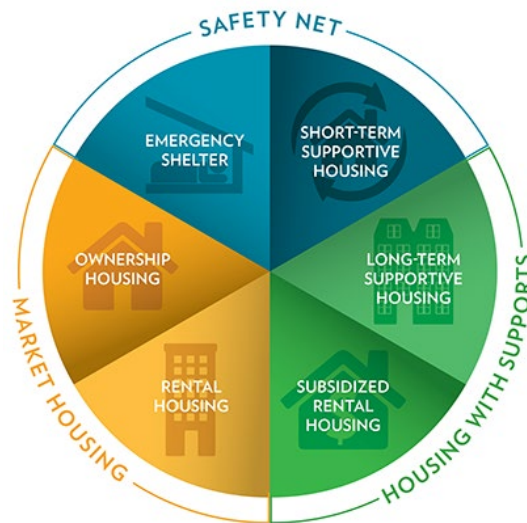 SAFETY NET
EMERGENCY
SHELTER
SHORT-TERM
SUPPORTIVE
HOUSING
OWNERSHIP
HOUSING
LONG-TERM
SUPPORTIVE
HOUSING
RENTAL
HOUSING
SUBSIDIZED
RENTAL
HOUSING
MARKET HOUSING
HOUSING WITH SUPPORTS